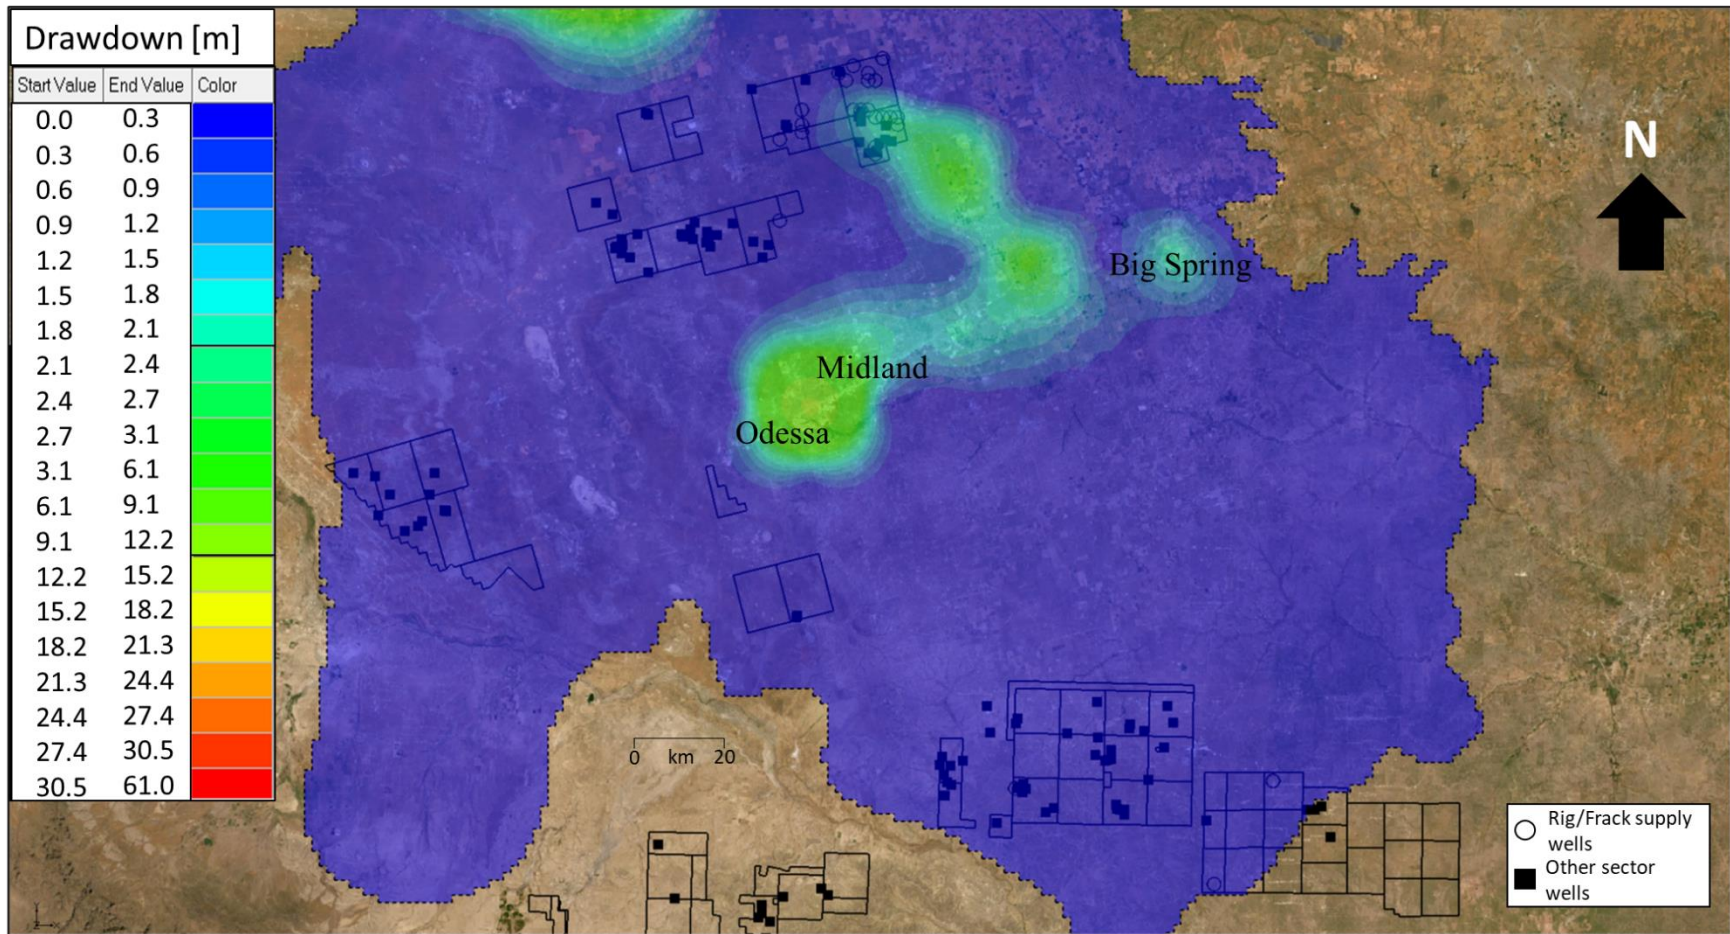 Drawdown [m]
Start Value End Value Color
0.0 0.3
0.3 0.6
0.6 0.9
0.9 1.2
1.2 1.5
1.5 1.8
1.8 2.1
2.1 2.4
2.4 2.7
2.7 3.1
3.1 6.1
6.1 9.1
9.1 12.2
12.2 15.2
15.2 18.2
18.2 21.3
21.3 24.4
24.4 27.4
27.4 30.5
30.5 61.0
N
Big Spring
Midland
Odessa
0 km 20
Rig/Frack supply
wells
Other sector
wells